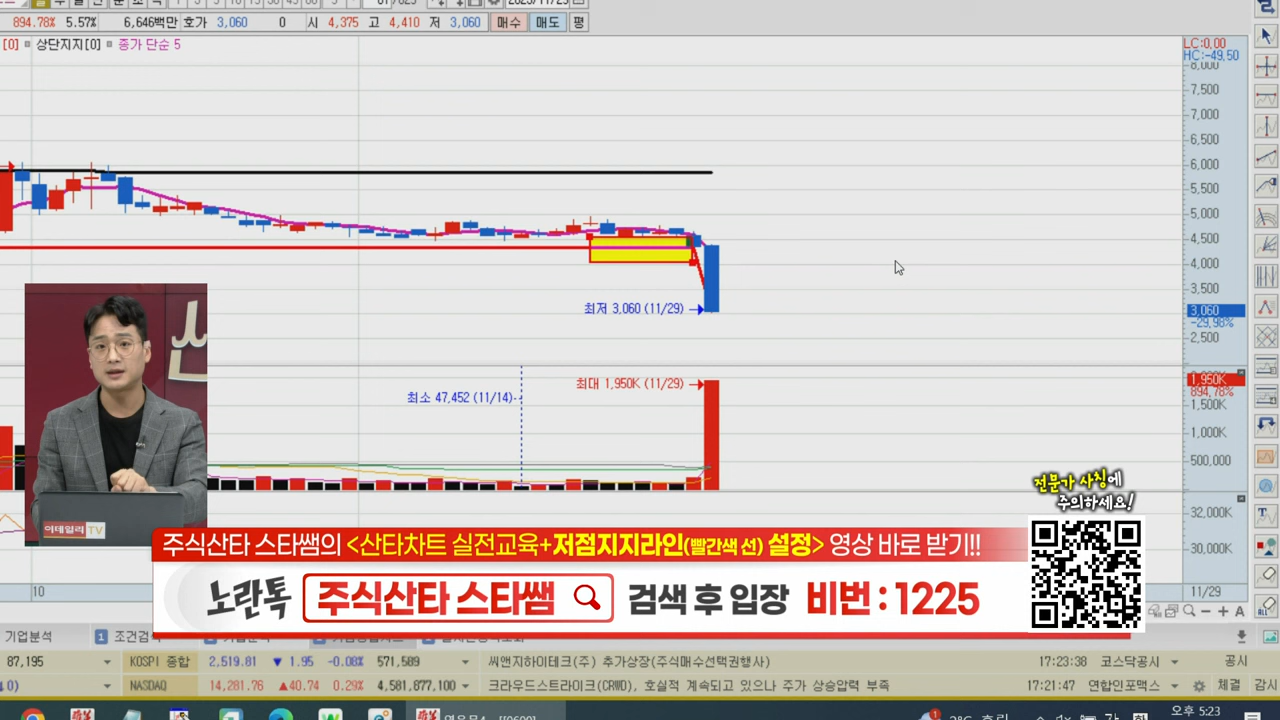 894.78% 5.57% 6,646백만 호가 3,060 0 시 4,375 고 4,410 저 3,060 매수 매도 평
[0] 상단지지[0] 종가 단순 5
LC:0,00
HC:-49,50
8,000
7,500
7,000
6,500
6,000
5,500
5,000
4,500
4,000
3,500
최저 3,060 (11/29)
3,060
-29,98%
2,500
최대 1,950K (11/29)
1,950K
894,78%
최소 47,452 (11/14)
1,500K
1,000K
500,000
32,000K
30,000K
이데일리 TV
전문가 사칭에
주의하세요!
주식산타 스타쌤의 <산타차트 실전교육+저점지지라인(빨간색 선) 설정> 영상 바로 받기!!
노란톡 주식산타 스타쌤 검색 후 입장 비번 : 1225
10
11/29
기업분석 1 조건검색
87,195 KOSPI 종합 2,519.81 ▼ 1.95 -0.08% 571,589 씨앤지하이테크(주) 추가상장(주식매수선택권행사) 17:23:38 코스닥공시 공시
NASDAQ 14,281.76 ▲40.74 0.29% 4,581,877,100 크라우드스트라이크(CRWD), 호실적 계속되고 있으나 주가 상승압력 부족 17:21:47 연합인포맥스 체결 감시
오후 5:23